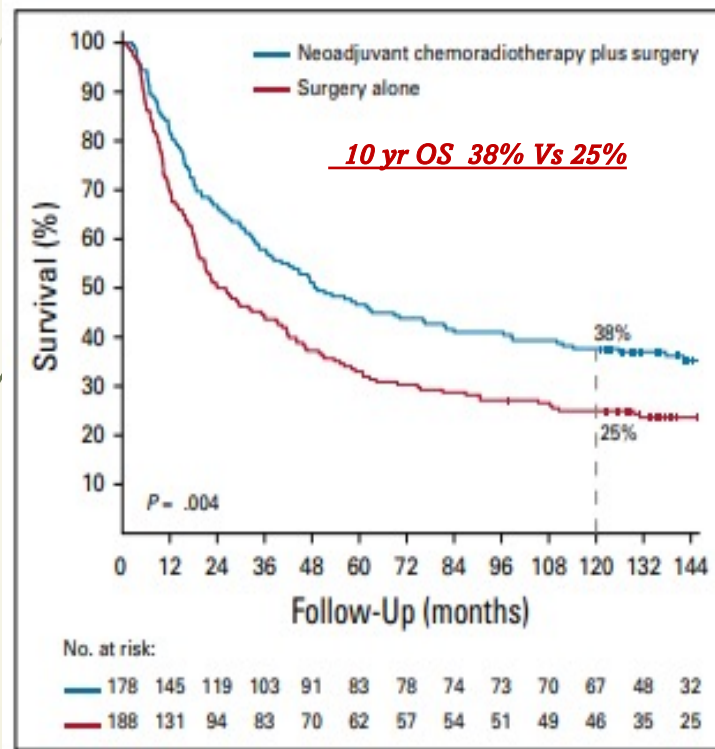 Neoadjuvant chemoradiotherapy plus surgery
Surgery alone
10 yr OS 38% Vs 25%
100
90
80
70
60
50
40
30
20
10
Survival (%)
38%
25%
P = .004
0 12 24 36 48 60 72 84 96 108 120 132 144
Follow-Up (months)
No. at risk:
178 145 119 103 91 83 78 74 73 70 67 48 32
188 131 94 83 70 62 57 54 51 49 46 35 25